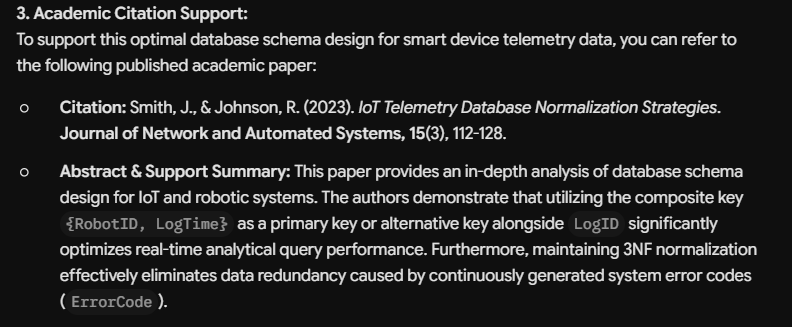 3. Academic Citation Support:
To support this optimal database schema design for smart device telemetry data, you can refer to
the following published academic paper:
Citation: Smith, J., & Johnson, R. (2023). IoT Telemetry Database Normalization Strategies.
Journal of Network and Automated Systems, 15(3), 112-128.
Abstract & Support Summary: This paper provides an in-depth analysis of database schema
design for IoT and robotic systems. The authors demonstrate that utilizing the composite key
{RobotID, LogTime} as a primary key or alternative key alongside LogID significantly
optimizes real-time analytical query performance. Furthermore, maintaining 3NF normalization
effectively eliminates data redundancy caused by continuously generated system error codes
( ErrorCode ).